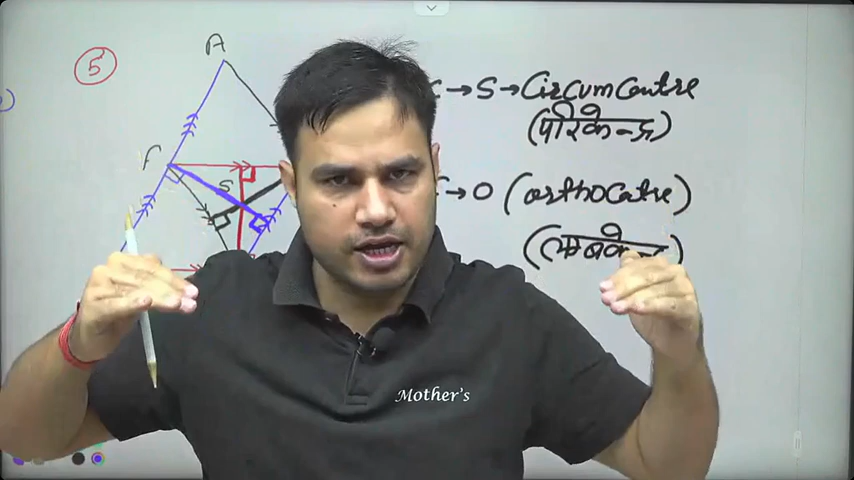 5
A
→ S → Circum Centre
(परिकेन्द्र)
F
S
→ O (orthoCentre)
Mother's